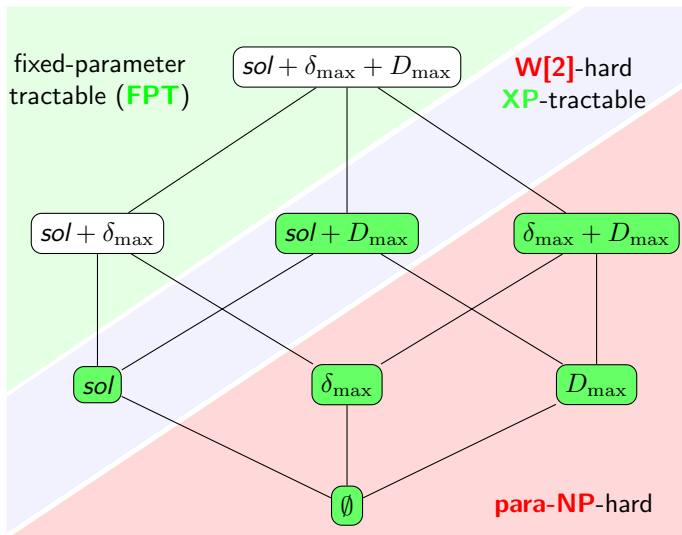 fixed-parameter
tractable (FPT)
sol + δmax + Dmax
W[2]-hard
XP-tractable
sol + δmax
sol + Dmax
δmax + Dmax
sol
δmax
Dmax
∅
para-NP-hard